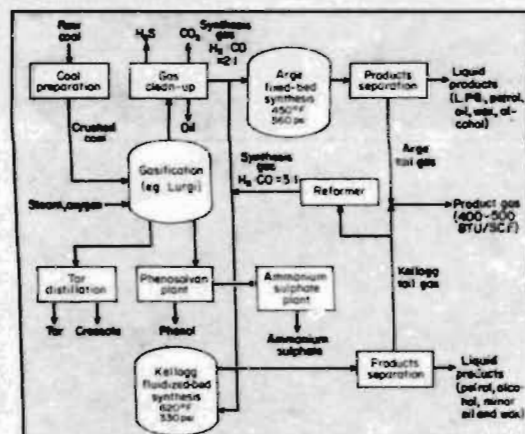 Raw
coal
Coal
preparation
Crushed
coal
H₂S
CO₂
Gas
clean-up
Oil
Synthesis
gas
H₂:CO
=2:1
Arge
fixed-bed
synthesis
450°F
360 psi
Products
separation
Liquid
products
(L.P.G., petrol,
oil, wax, al-
cohol)
Arge
tail gas
Gasification
(eg. Lurgi)
Steam, oxygen
Synthesis
gas
H₂:CO=3:1
Reformer
Product gas
(400-500
BTU/SCF)
Kellogg
tail gas
Tar
distillation
Tar
Creosote
Phenosolvan
plant
Phenol
Ammonium
sulphate
plant
Ammonium
sulphate
Kellogg
fluidized-bed
synthesis
620°F
330 psi
Products
separation
Liquid
products
(petrol, alco-
hol, minor
oil and wax)